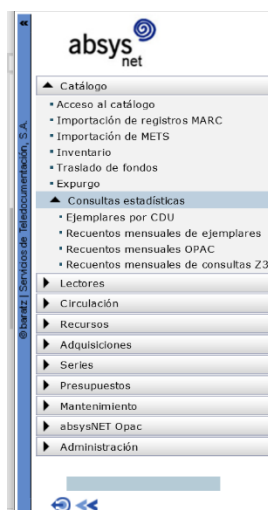 «
absys
net
© baratz | Servicios de Teledocumentación, S.A.
Catálogo
Acceso al catálogo
Importación de registros MARC
Importación de METS
Inventario
Traslado de fondos
Expurgo
Consultas estadísticas
Ejemplares por CDU
Recuentos mensuales de ejemplares
Recuentos mensuales OPAC
Recuentos mensuales de consultas Z3
Lectores
Circulación
Recursos
Adquisiciones
Series
Presupuestos
Mantenimiento
absysNET Opac
Administración